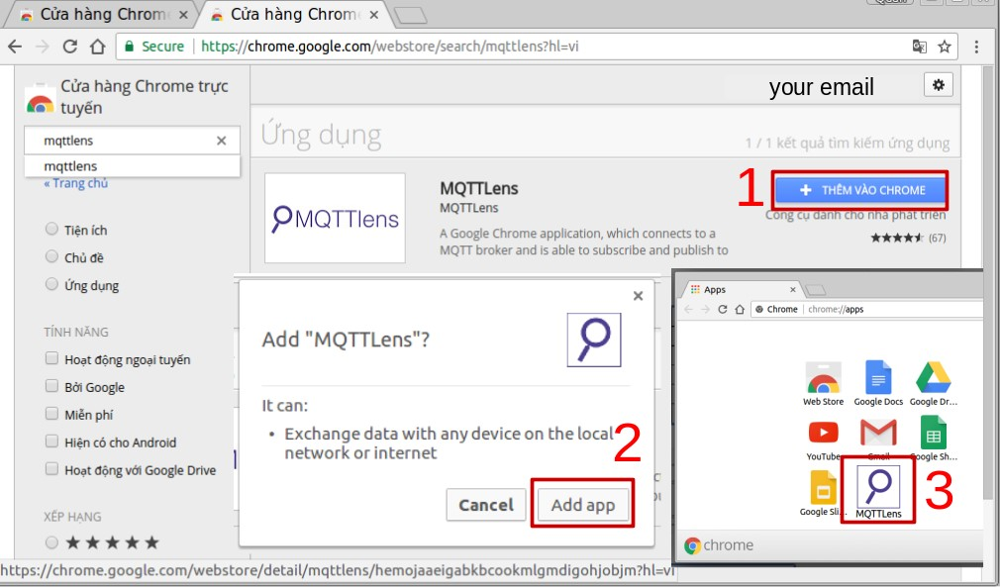 Cửa hàng Chrome
Cửa hàng Chrome
Secure
https://chrome.google.com/webstore/search/mqttlens?hl=vi
Cửa hàng Chrome trực
tuyến
your email
mqttlens
mqttlens
« Trang chủ
Tiện ích
Chủ đề
Ứng dụng
TÍNH NĂNG
Hoạt động ngoại tuyến
Bởi Google
Miễn phí
Hiện có cho Android
Hoạt động với Google Drive
XẾP HẠNG
Ứng dụng
1 / 1 kết quả tìm kiếm ứng dụng
MQTTlens
MQTTLens
MQTTLens
A Google Chrome application, which connects to a
MQTT broker and is able to subscribe and publish to
1
THÊM VÀO CHROME
Công cụ dành cho nhà phát triển
(67)
Add "MQTTLens"?
It can:
• Exchange data with any device on the local
network or internet
2
Cancel
Add app
Apps
Chrome
chrome://apps
Web Store
Google Docs
Google Dr...
YouTube
Gmail
Google Sh...
Google Sli...
MQTTLens
3
chrome
https://chrome.google.com/webstore/detail/mqttlens/hemojaaeigabkbcookmlgmdigohjobjm?hl=vi